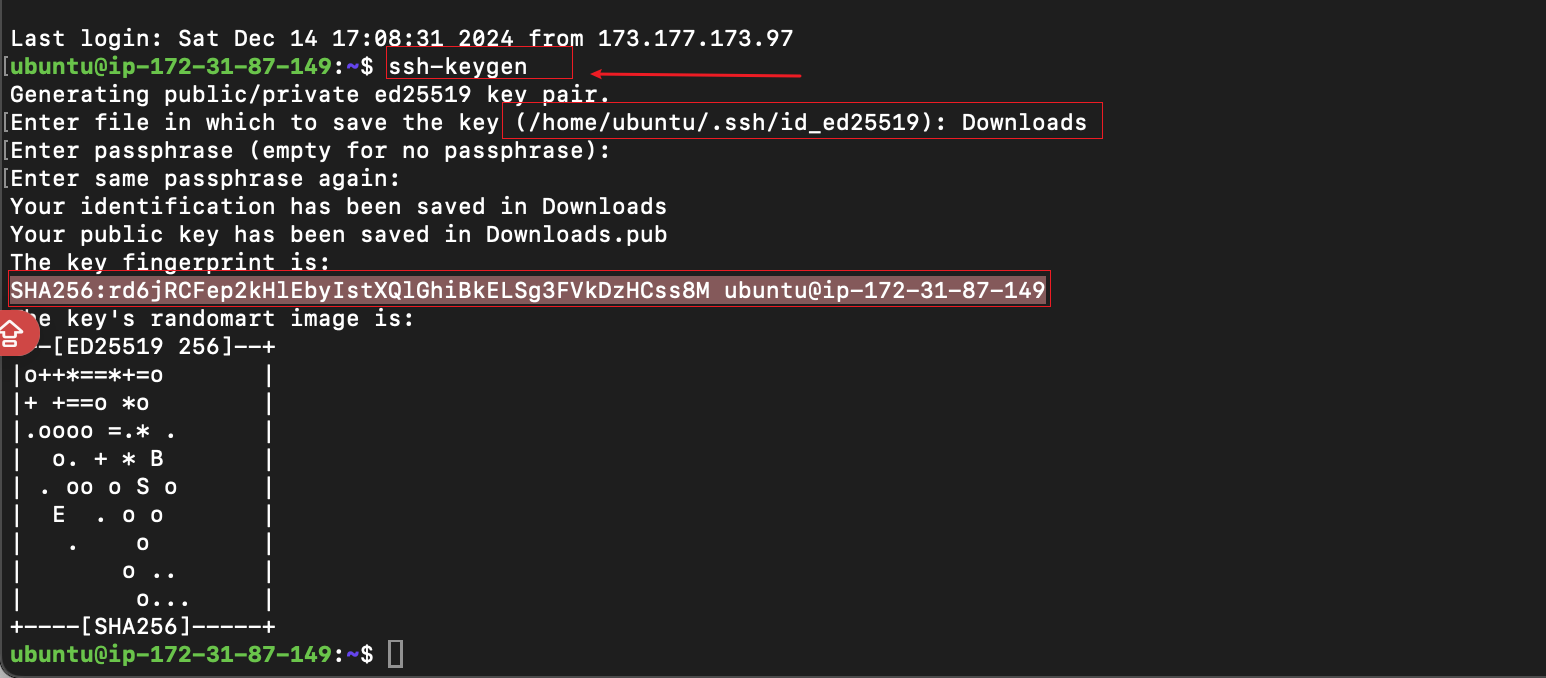 Last login: Sat Dec 14 17:08:31 2024 from 173.177.173.97
[ubuntu@ip-172-31-87-149:~$ ssh-keygen
Generating public/private ed25519 key pair.
[Enter file in which to save the key (/home/ubuntu/.ssh/id_ed25519): Downloads
[Enter passphrase (empty for no passphrase):
[Enter same passphrase again:
Your identification has been saved in Downloads
Your public key has been saved in Downloads.pub
The key fingerprint is:
SHA256:rd6jRCFep2kHlEbyIstXQlGhiBkELSg3FVkDzHCss8M ubuntu@ip-172-31-87-149
he key's randomart image is:
--[ED25519 256]--+
|o++*==*+=o       |
|+ +==o *o        |
|.oooo =.* .      |
|  o. + * B       |
| . oo o S o      |
|  E  . o o       |
|   .    o        |
|       o ..      |
|        o...     |
+----[SHA256]-----+
ubuntu@ip-172-31-87-149:~$